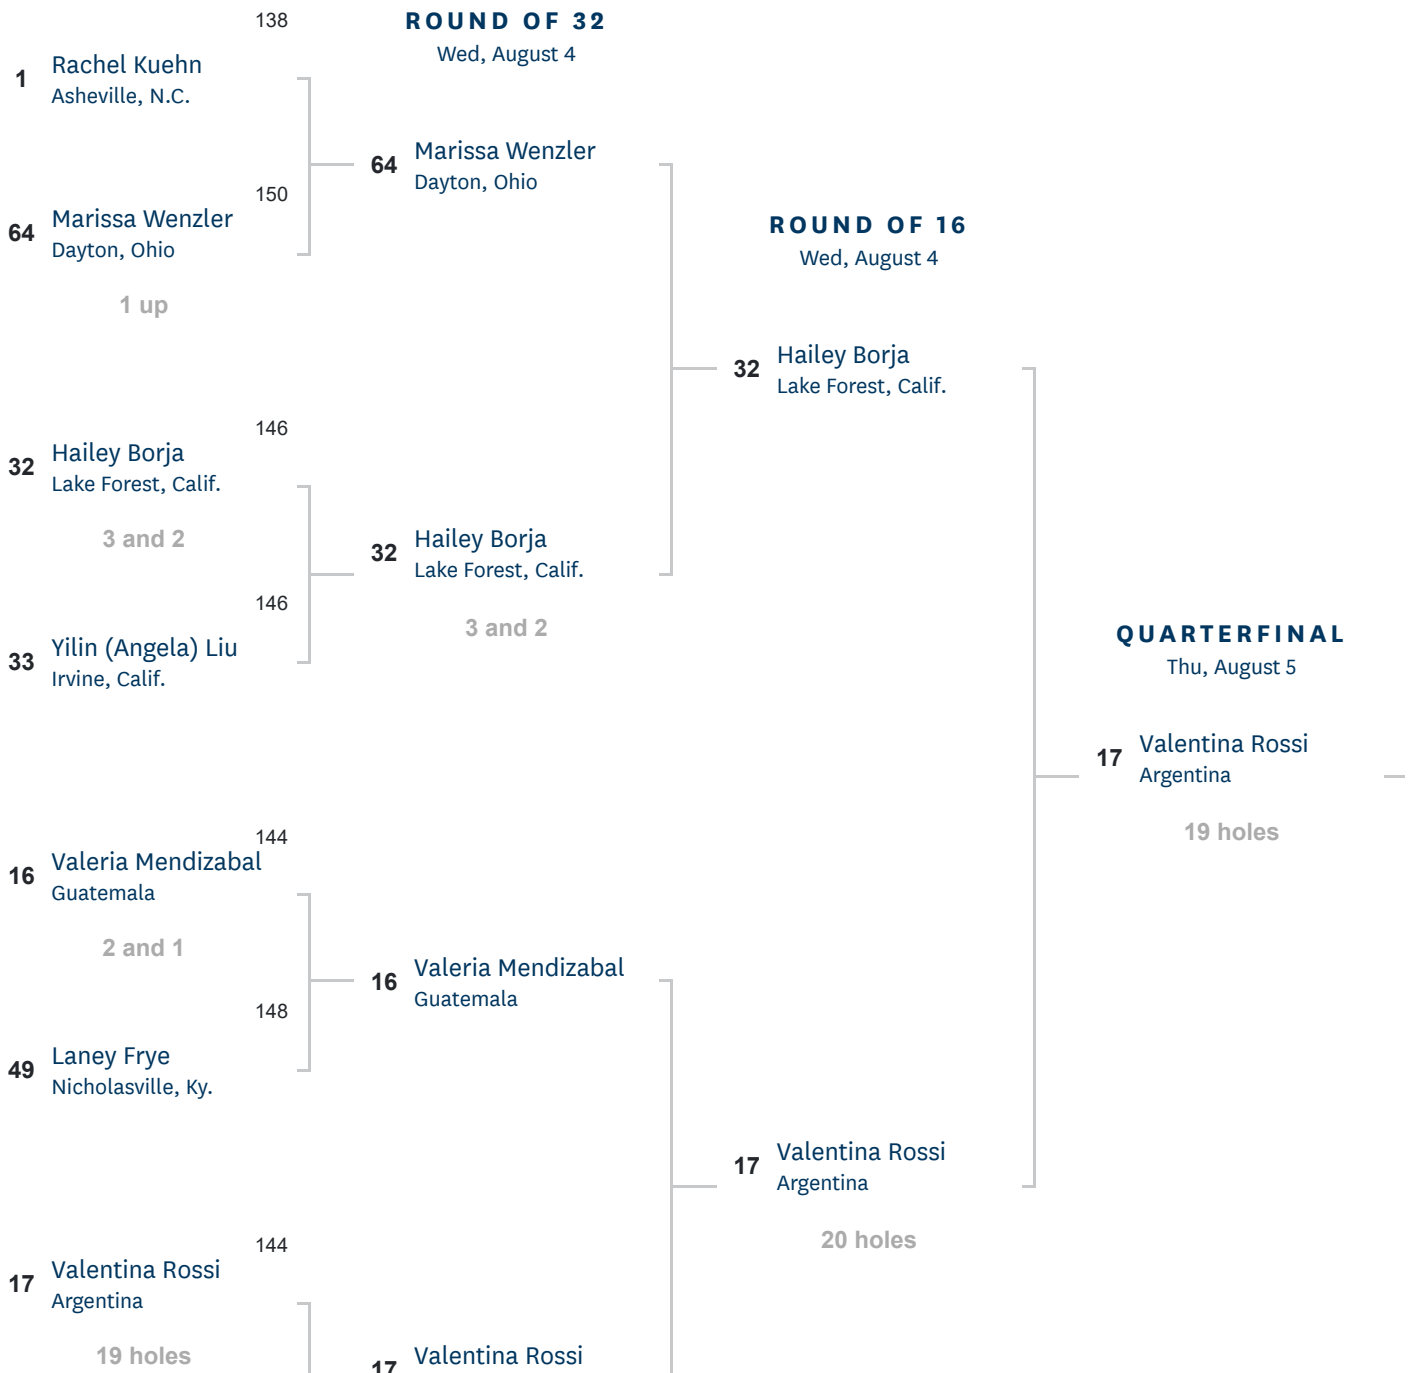 138
1
Rachel Kuehn
Asheville, N.C.
150
64
Marissa Wenzler
Dayton, Ohio
1 up
146
32
Hailey Borja
Lake Forest, Calif.
3 and 2
146
33
Yilin (Angela) Liu
Irvine, Calif.
144
16
Valeria Mendizabal
Guatemala
2 and 1
148
49
Laney Frye
Nicholasville, Ky.
144
17
Valentina Rossi
Argentina
19 holes
ROUND OF 32
Wed, August 4
64
Marissa Wenzler
Dayton, Ohio
32
Hailey Borja
Lake Forest, Calif.
3 and 2
16
Valeria Mendizabal
Guatemala
17
Valentina Rossi
ROUND OF 16
Wed, August 4
32
Hailey Borja
Lake Forest, Calif.
17
Valentina Rossi
Argentina
20 holes
QUARTERFINAL
Thu, August 5
17
Valentina Rossi
Argentina
19 holes